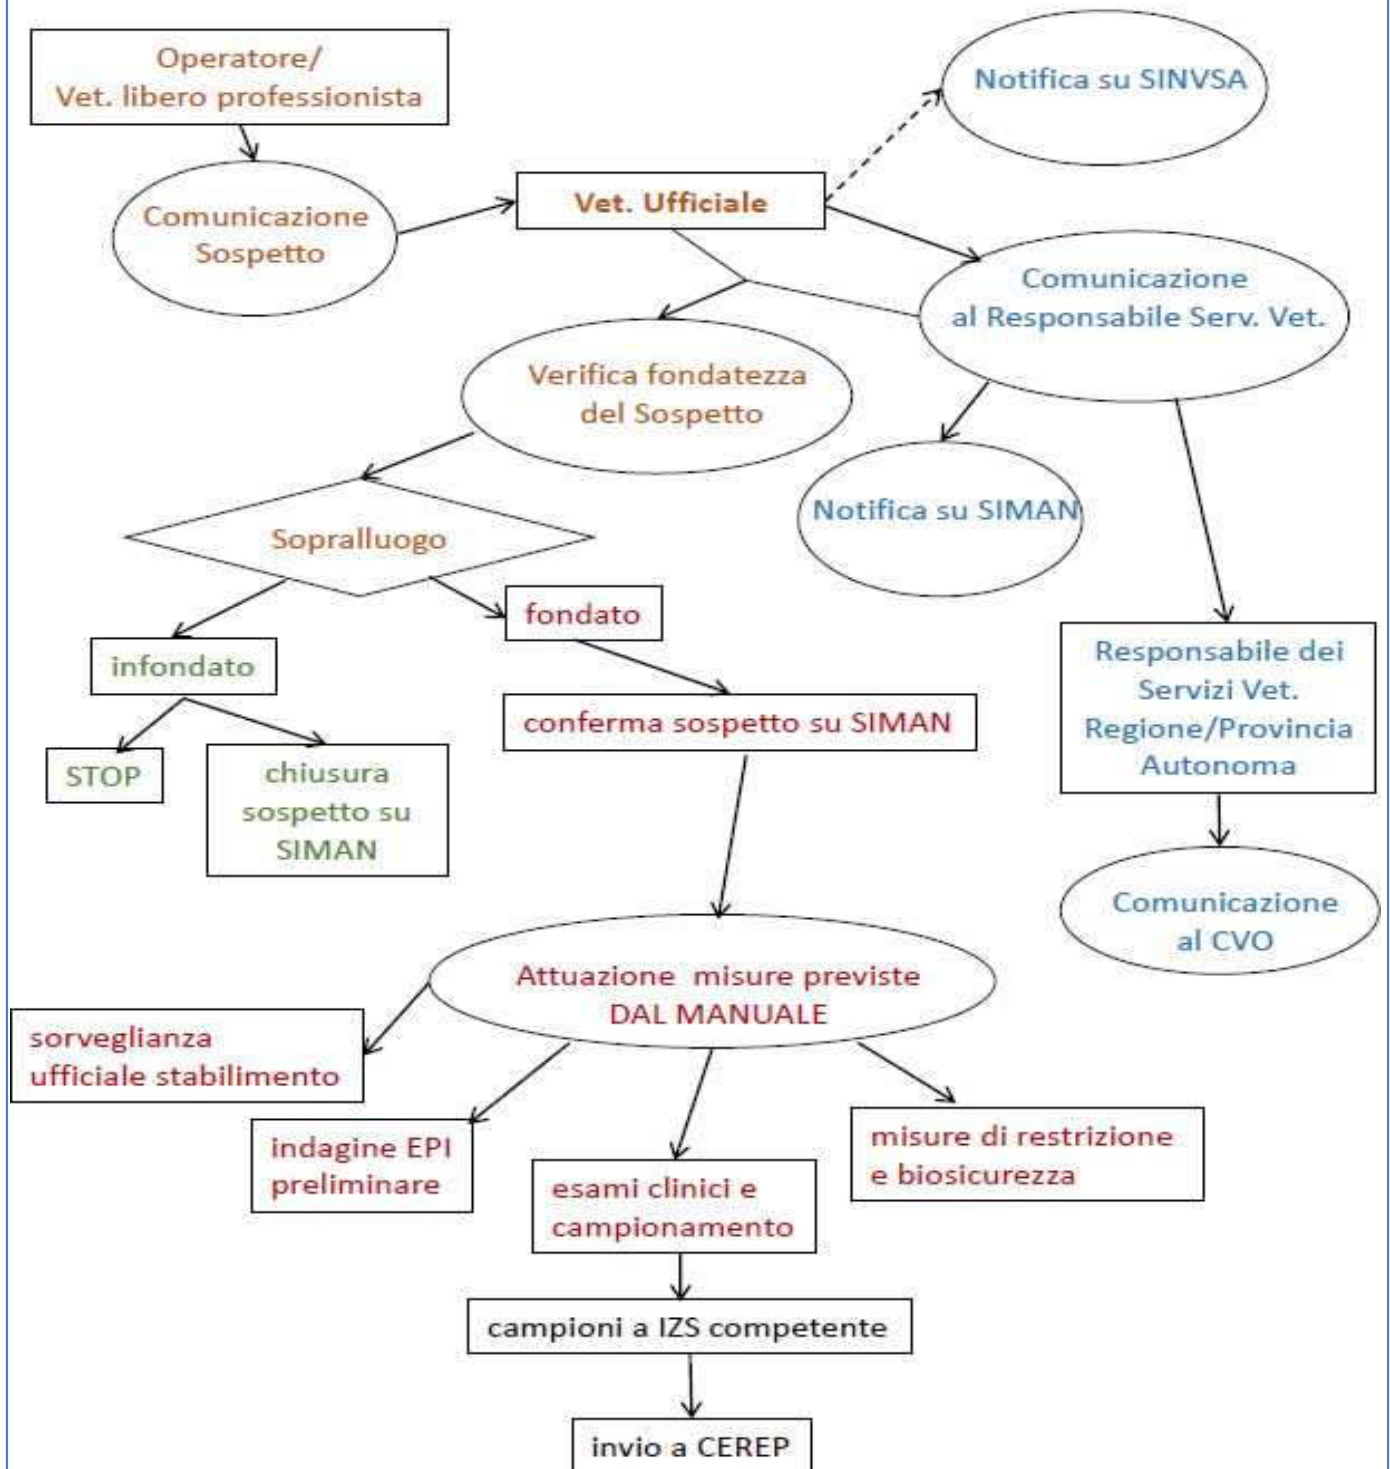 Operatore/
Vet. libero professionista
Notifica su SINVSA
Comunicazione
Sospetto
Vet. Ufficiale
Comunicazione
al Responsabile Serv. Vet.
Verifica fondatezza
del Sospetto
Notifica su SIMAN
Sopralluogo
fondato
infondato
Responsabile dei
Servizi Vet.
Regione/Provincia
Autonoma
conferma sospetto su SIMAN
STOP
chiusura
sospetto su
SIMAN
Comunicazione
al CVO
Attuazione misure previste
DAL MANUALE
sorveglianza
ufficiale stabilimento
indagine EPI
preliminare
esami clinici e
campionamento
misure di restrizione
e biosicurezza
campioni a IZS competente
invio a CEREP